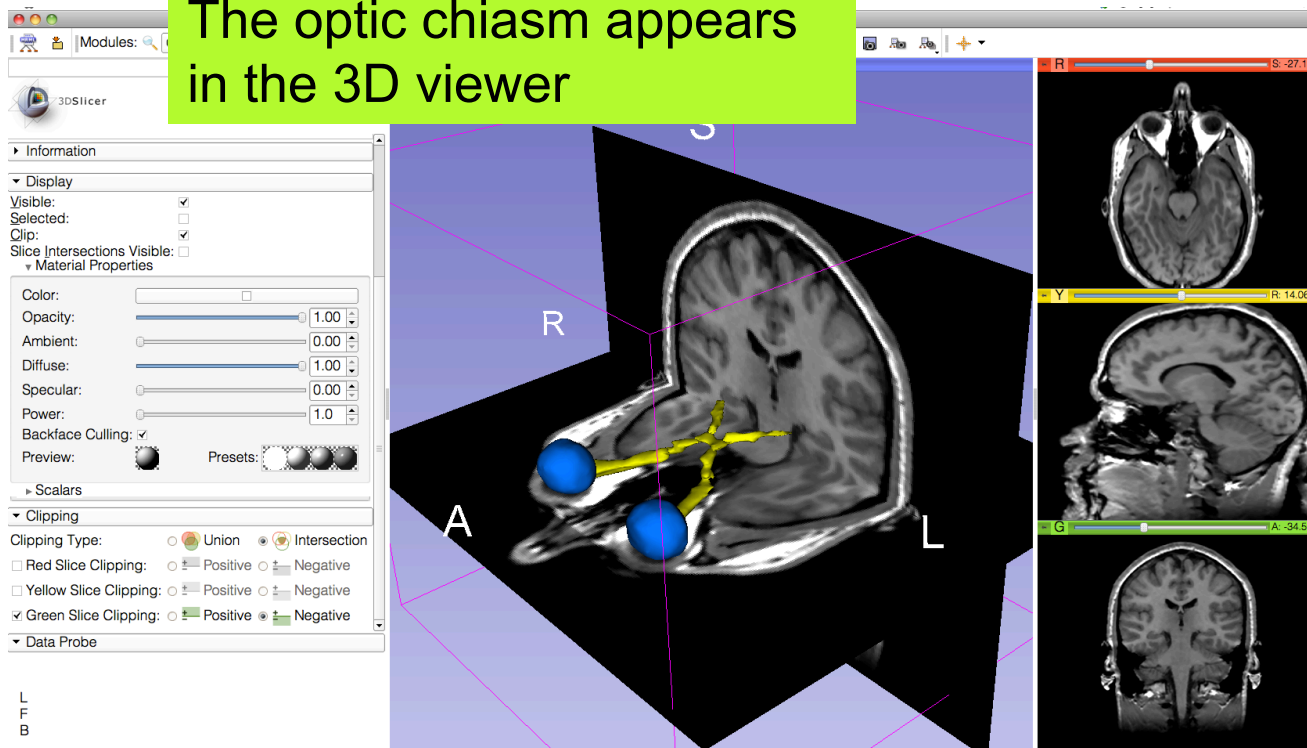 The optic chiasm appears
in the 3D viewer
Modules:
3DSlicer
Information
Display
Visible:
Selected:
Clip:
Slice Intersections Visible:
Material Properties
Color:
Opacity: 1.00
Ambient: 0.00
Diffuse: 1.00
Specular: 0.00
Power: 1.0
Backface Culling:
Preview: Presets:
Scalars
Clipping
Clipping Type: Union Intersection
Red Slice Clipping: Positive Negative
Yellow Slice Clipping: Positive Negative
Green Slice Clipping: Positive Negative
Data Probe
L
F
B
S
R
A
L
R S: -27.1
Y R: 14.06
G A: -34.5